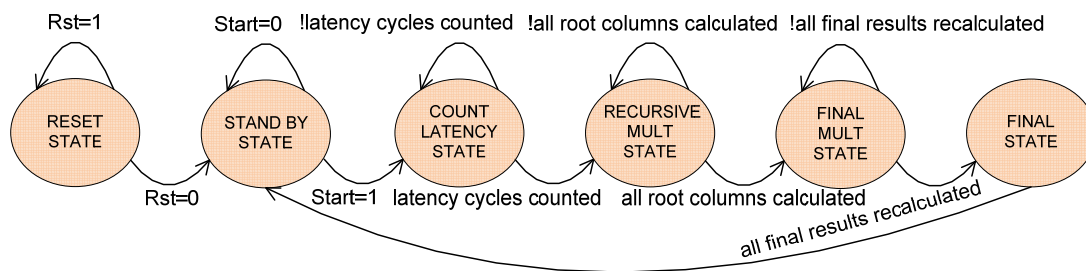 Rst=1
Start=0
!latency cycles counted
!all root columns calculated
!all final results recalculated
RESET
STATE
STAND BY
STATE
COUNT
LATENCY
STATE
RECURSIVE
MULT
STATE
FINAL
MULT
STATE
FINAL
STATE
Rst=0
Start=1
latency cycles counted
all root columns calculated
all final results recalculated